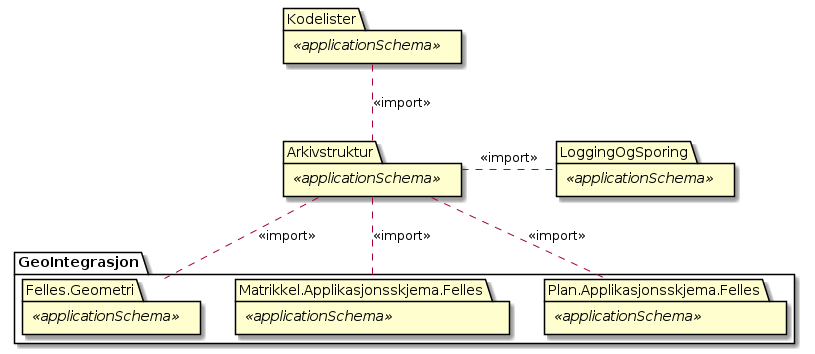 Kodelister
«applicationSchema»
«import»
Arkivstruktur
«applicationSchema»
«import»
LoggingOgSporing
«applicationSchema»
«import»
«import»
«import»
GeoIntegrasjon
Felles.Geometri
«applicationSchema»
Matrikkel.Applikasjonsskjema.Felles
«applicationSchema»
Plan.Applikasjonsskjema.Felles
«applicationSchema»